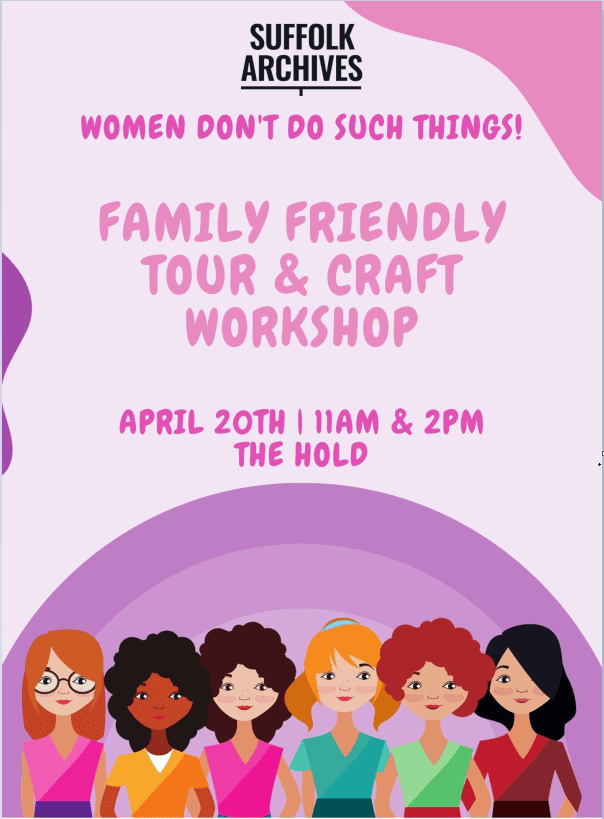 SUFFOLK
ARCHIVES
WOMEN DON'T DO SUCH THINGS!
FAMILY FRIENDLY
TOUR & CRAFT
WORKSHOP
APRIL 20TH | 11AM & 2PM
THE HOLD